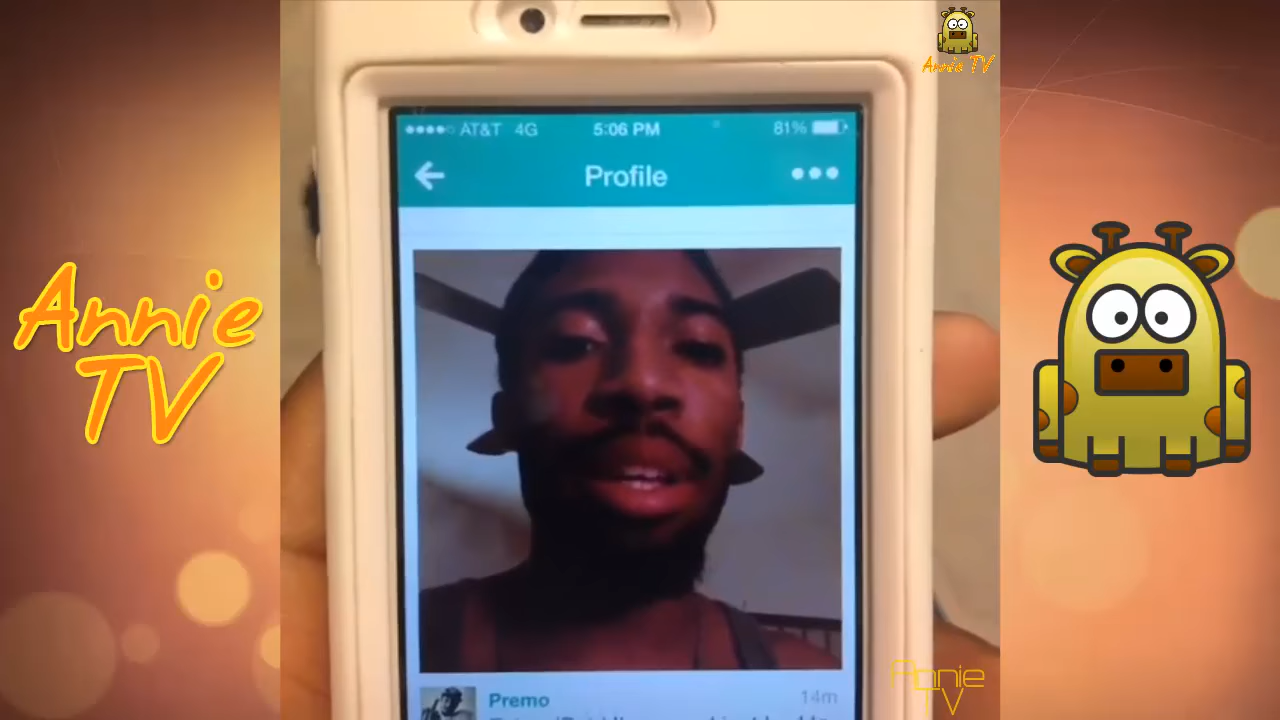 Annie TV
AT&T 4G 5:06 PM 81%
Profile
Annie
TV
Premo 14m
Annie
TV